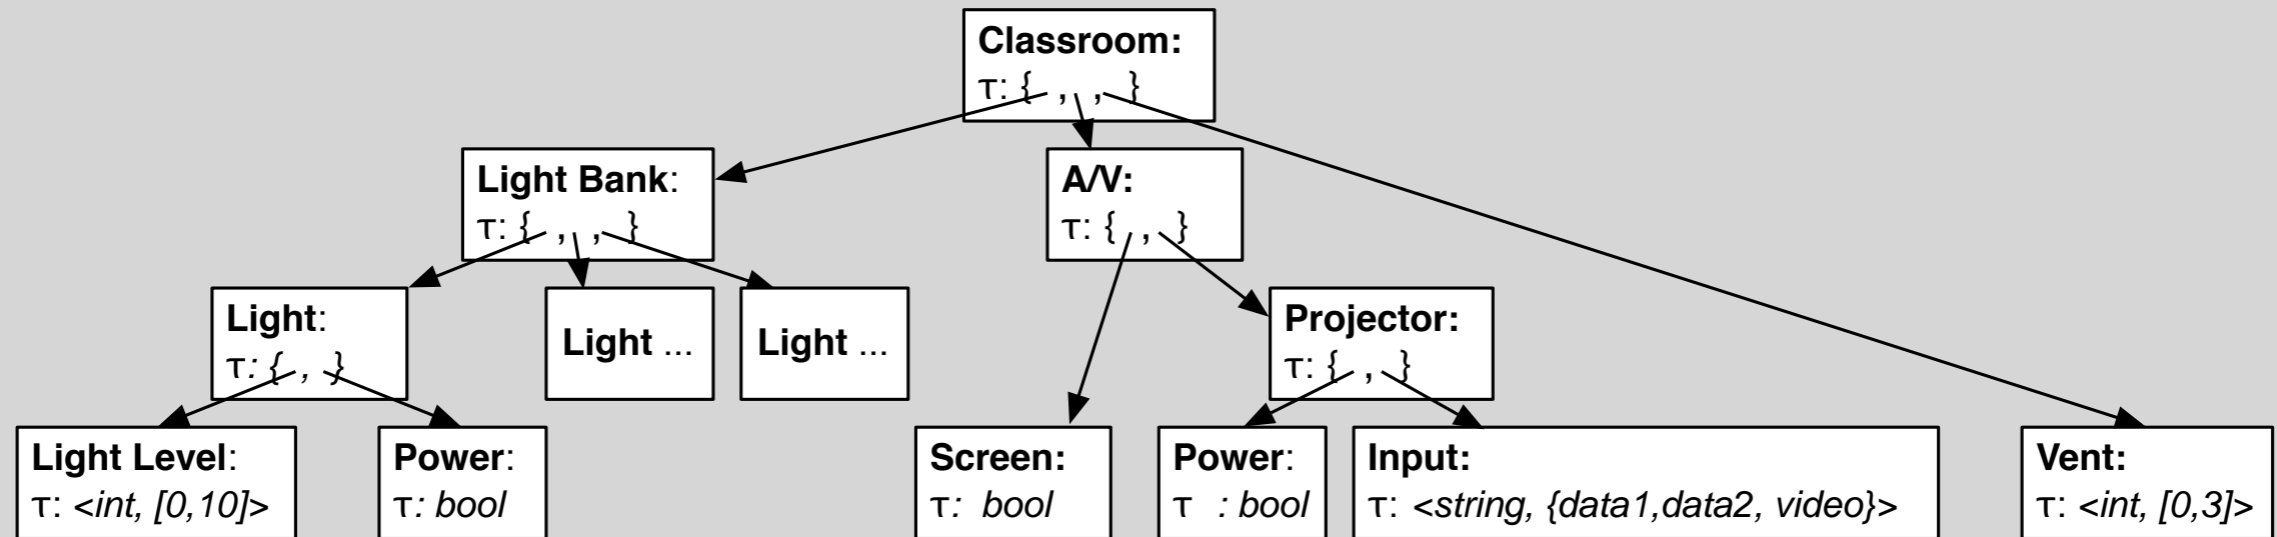 Classroom:
τ: { , , }
Light Bank:
τ: { , , }
A/V:
τ: { , }
Light:
τ: { , }
Light ...
Light ...
Projector:
τ: { , }
Light Level:
τ: <int, [0,10]>
Power:
τ: bool
Screen:
τ: bool
Power:
τ : bool
Input:
τ: <string, {data1,data2, video}>
Vent:
τ: <int, [0,3]>